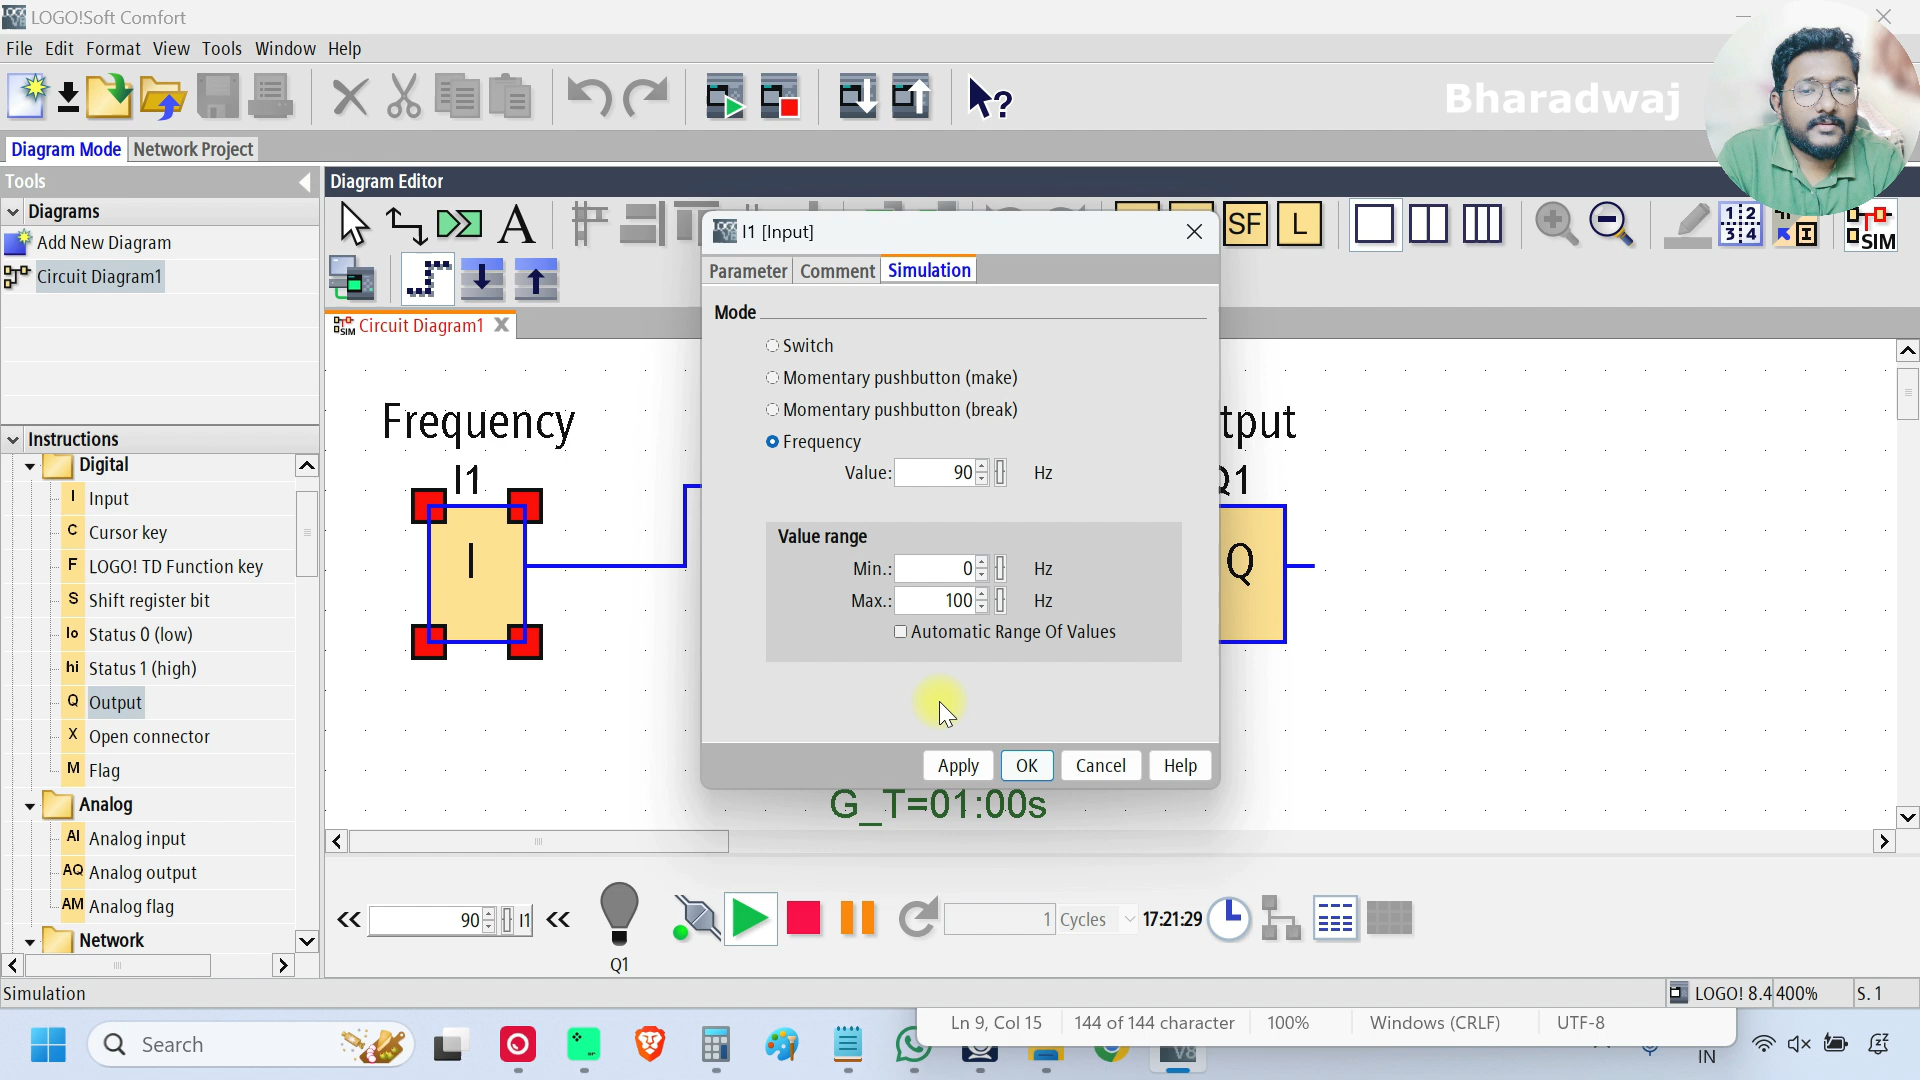 LOGO!Soft Comfort
File Edit Format View Tools Window Help
Bharadwaj
Diagram Mode Network Project
Tools
Diagram Editor
Diagrams
Add New Diagram
Circuit Diagram1
SF L
SIM
Circuit Diagram1
Instructions
Digital
I Input
C Cursor key
F LOGO! TD Function key
S Shift register bit
lo Status 0 (low)
hi Status 1 (high)
Q Output
X Open connector
M Flag
Analog
AI Analog input
AQ Analog output
AM Analog flag
Network
Frequency
I1
I
tput
Q1
Q
I1 [Input]
Parameter Comment Simulation
Mode
Switch
Momentary pushbutton (make)
Momentary pushbutton (break)
Frequency
Value: 90 Hz
Value range
Min.: 0 Hz
Max.: 100 Hz
Automatic Range Of Values
Apply OK Cancel Help
G_T=01:00s
90 I1
Q1
1 Cycles 17:21:29
Simulation
LOGO! 8.4 400% S. 1
Ln 9, Col 15 144 of 144 character 100% Windows (CRLF) UTF-8
Search
V8
IN